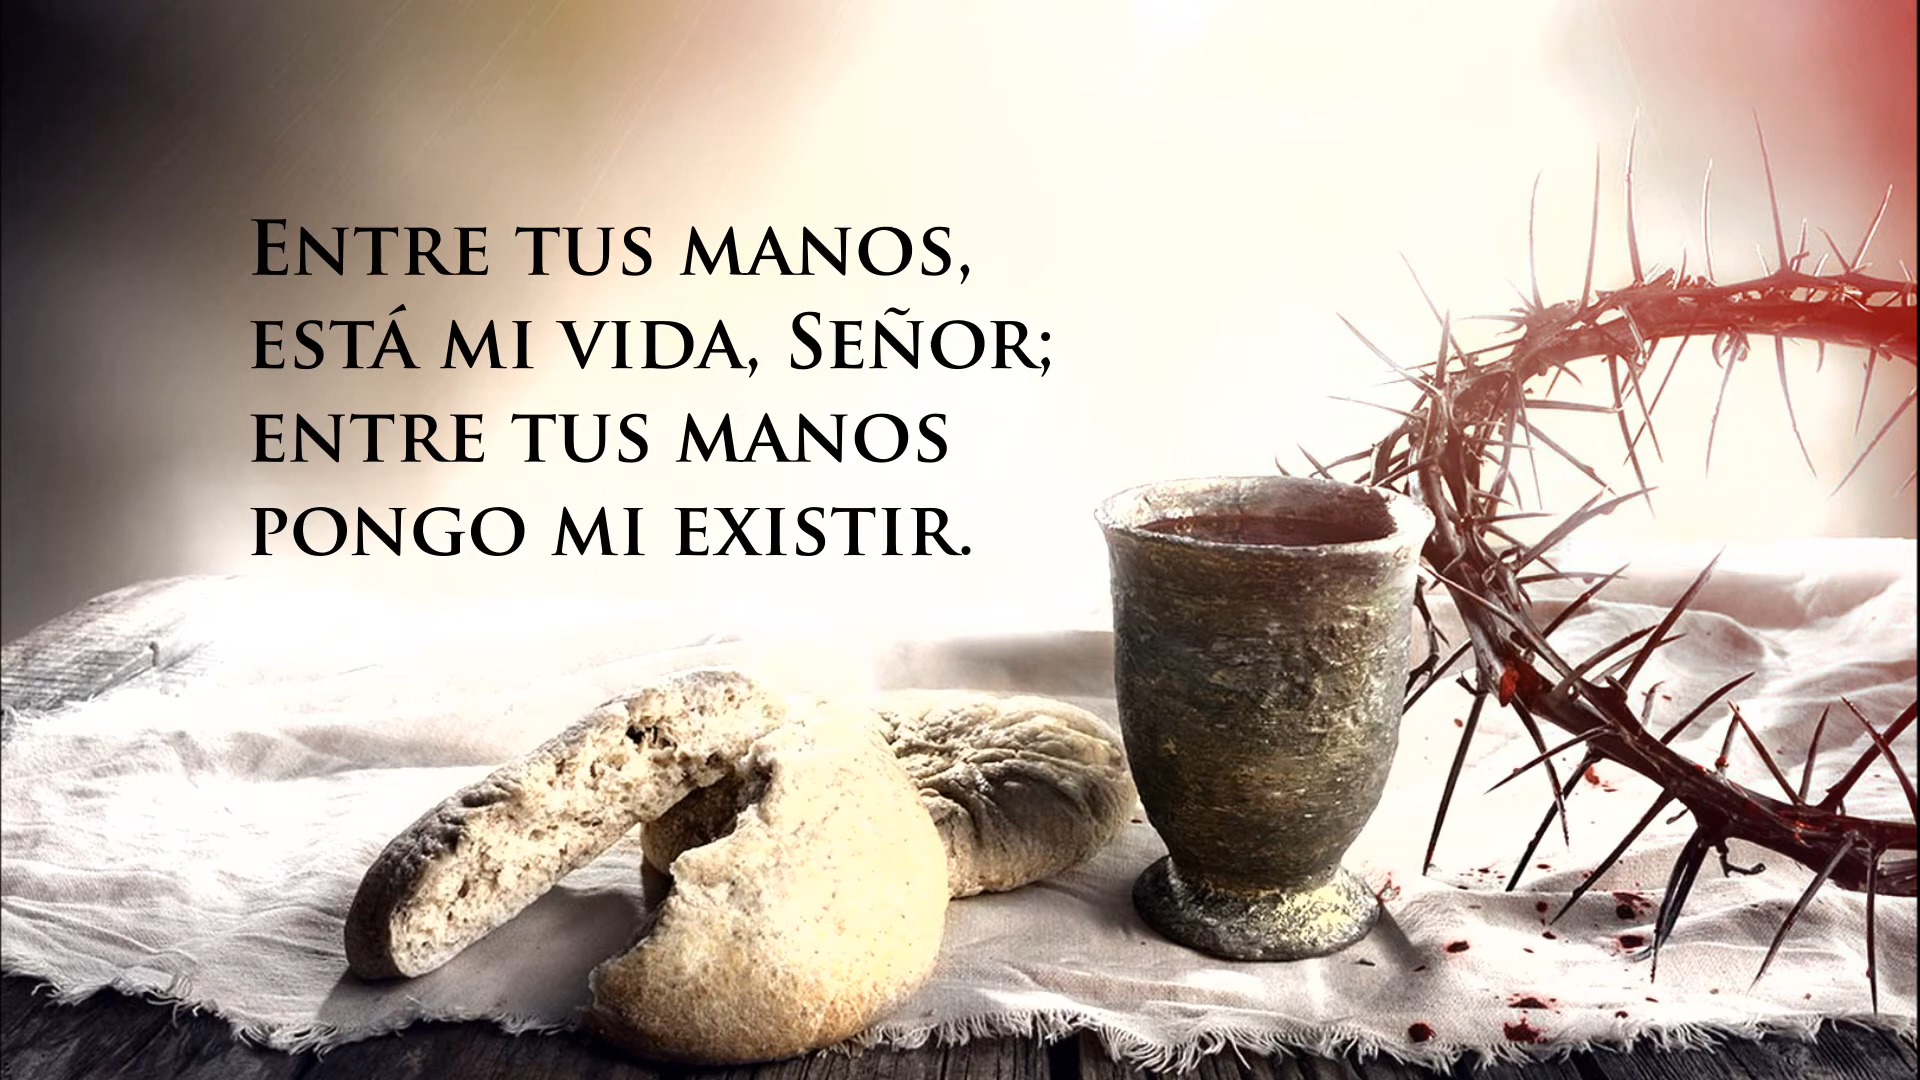 Entre tus manos,
está mi vida, Señor;
entre tus manos
pongo mi existir.